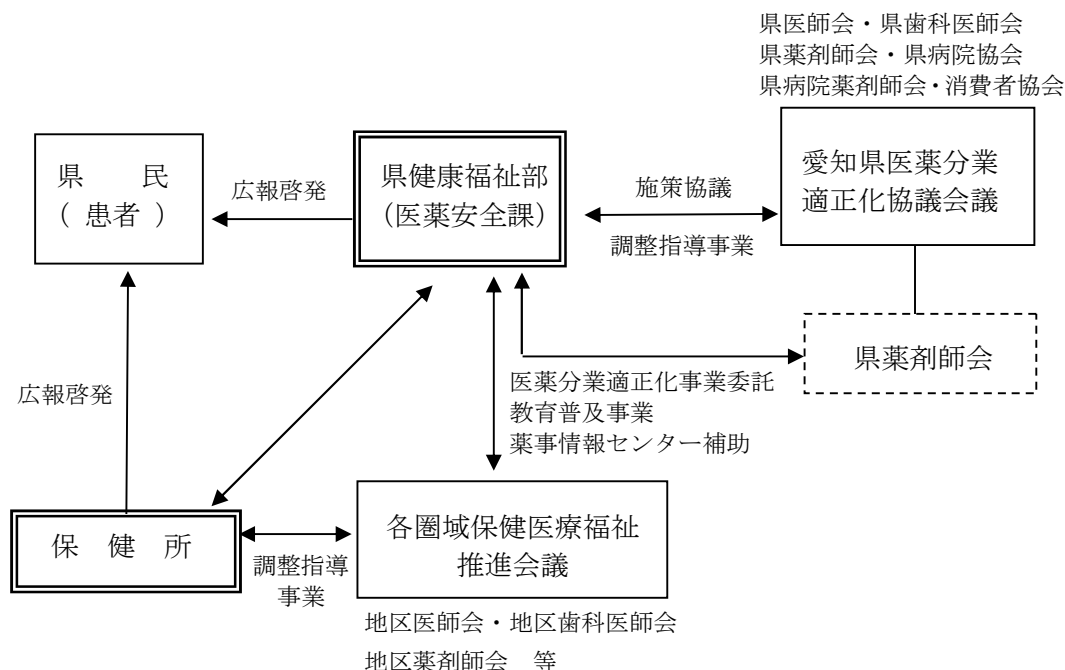 県医師会・県歯科医師会
県薬剤師会・県病院協会
県病院薬剤師会・消費者協会
県　民
（ 患者 ）
広報啓発
県健康福祉部
（医薬安全課）
施策協議
調整指導事業
愛知県医薬分業
適正化協議会議
県薬剤師会
医薬分業適正化事業委託
教育普及事業
薬事情報センター補助
広報啓発
保　健　所
調整指導
事業
各圏域保健医療福祉
推進会議
地区医師会・地区歯科医師会
地区薬剤師会　等